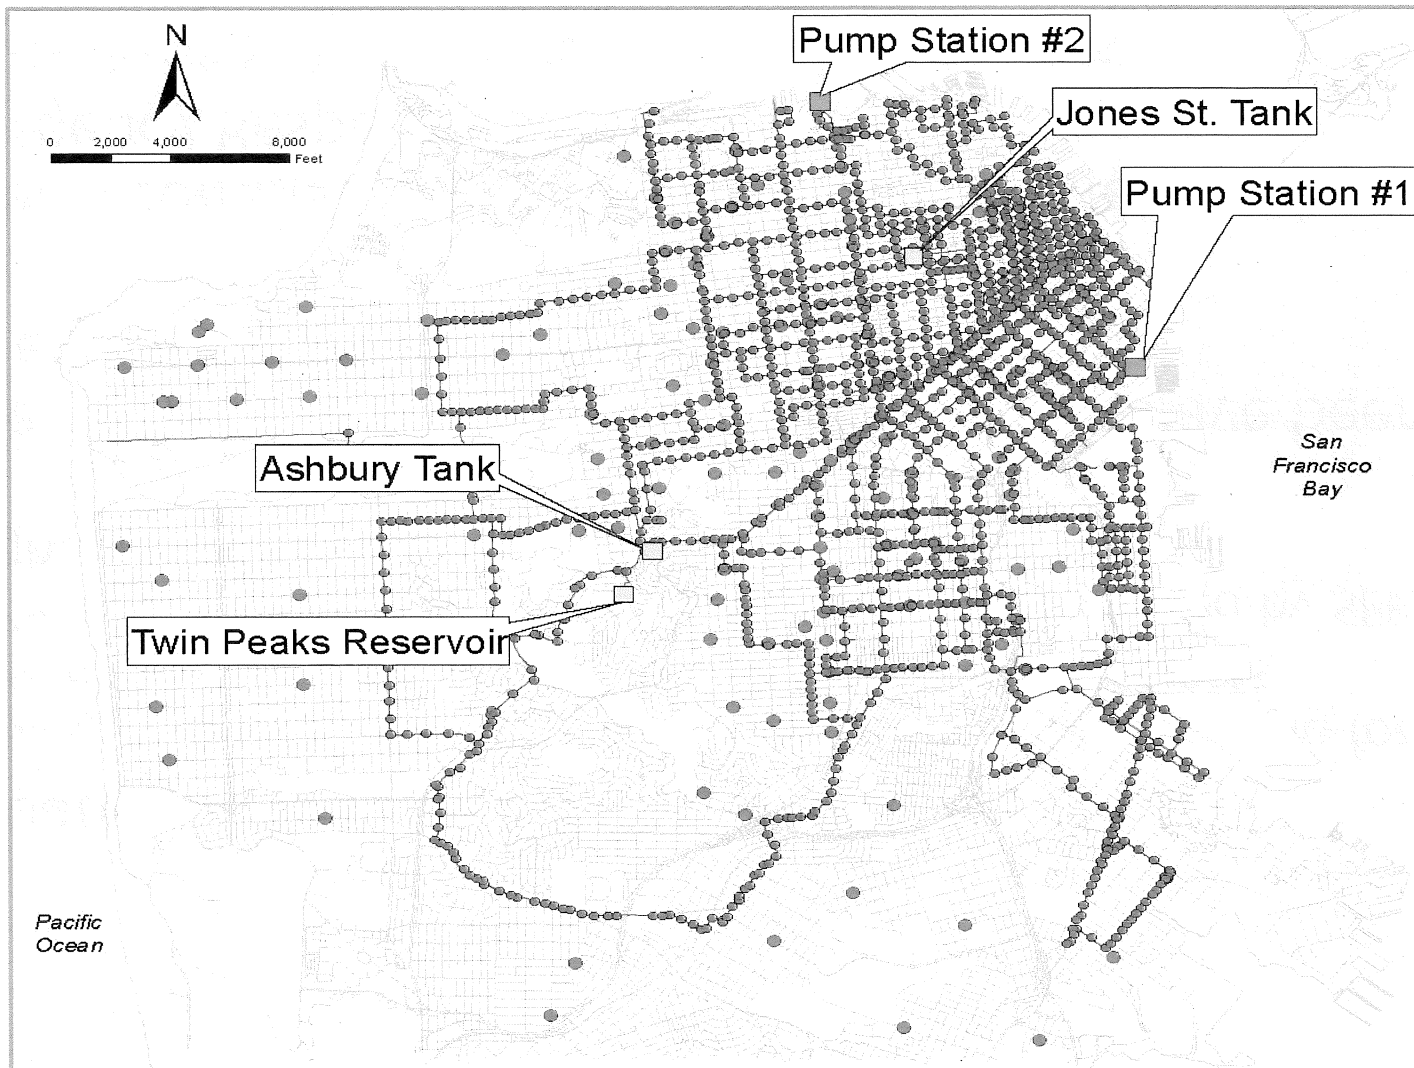 N
Pump Station #2
Jones St. Tank
0 2,000 4,000 8,000
Feet
Pump Station #1
San
Francisco
Bay
Ashbury Tank
Twin Peaks Reservoir
Pacific
Ocean